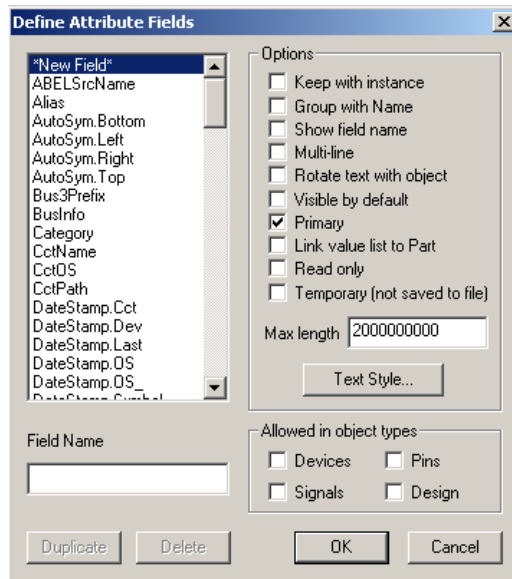 Define Attribute Fields
*New Field*
ABELSrcName
Alias
AutoSym.Bottom
AutoSym.Left
AutoSym.Right
AutoSym.Top
Bus3Prefix
BusInfo
Category
CctName
CctOS
CctPath
DateStamp.Cct
DateStamp.Dev
DateStamp.Last
DateStamp.OS
DateStamp.OS_
DateStamp.Symbol
Field Name
Duplicate
Delete
Options
Keep with instance
Group with Name
Show field name
Multi-line
Rotate text with object
Visible by default
Primary
Link value list to Part
Read only
Temporary (not saved to file)
Max length 2000000000
Text Style...
Allowed in object types
Devices Pins
Signals Design
OK Cancel